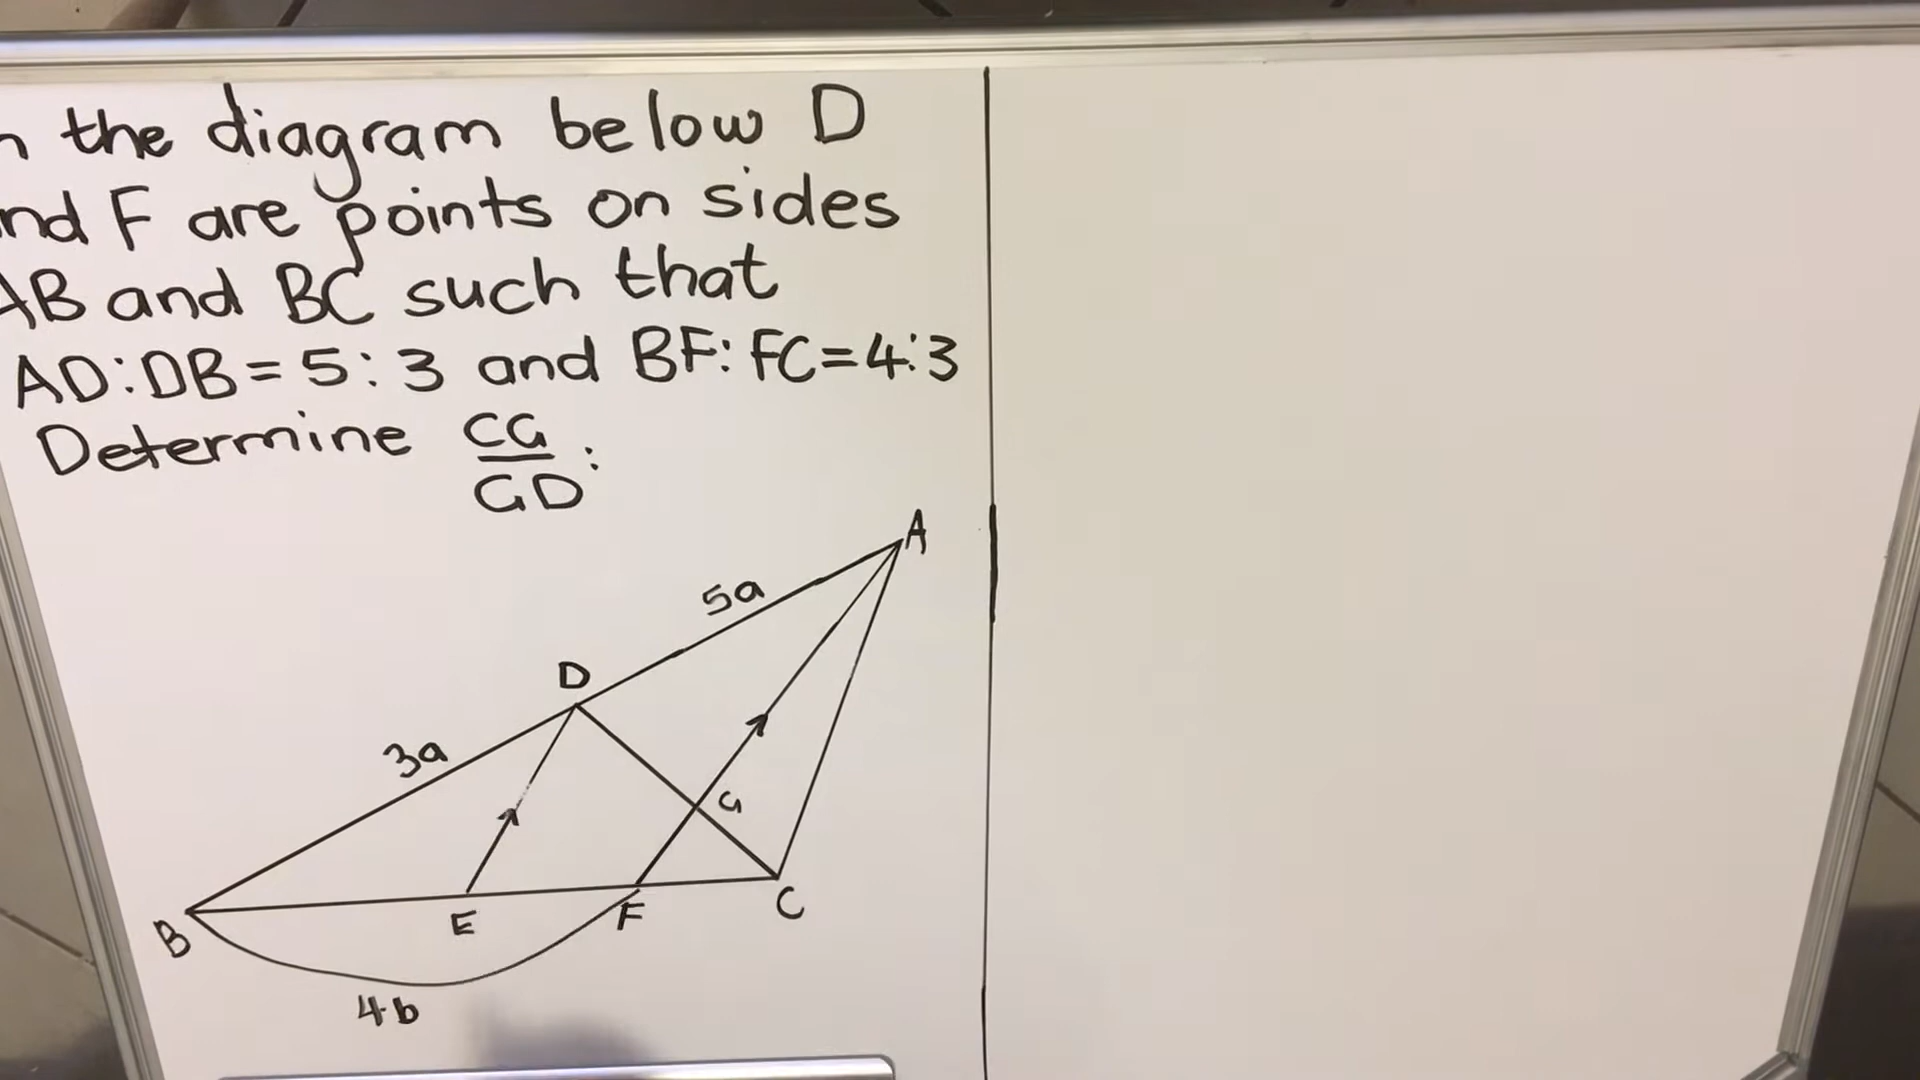 the diagram below D
F are points on sides
AB and BC such that
AD:DB=5:3 and BF:FC=4:3
Determine CG
GD:
A
5a
D
3a
G
E
F
C
B
4b